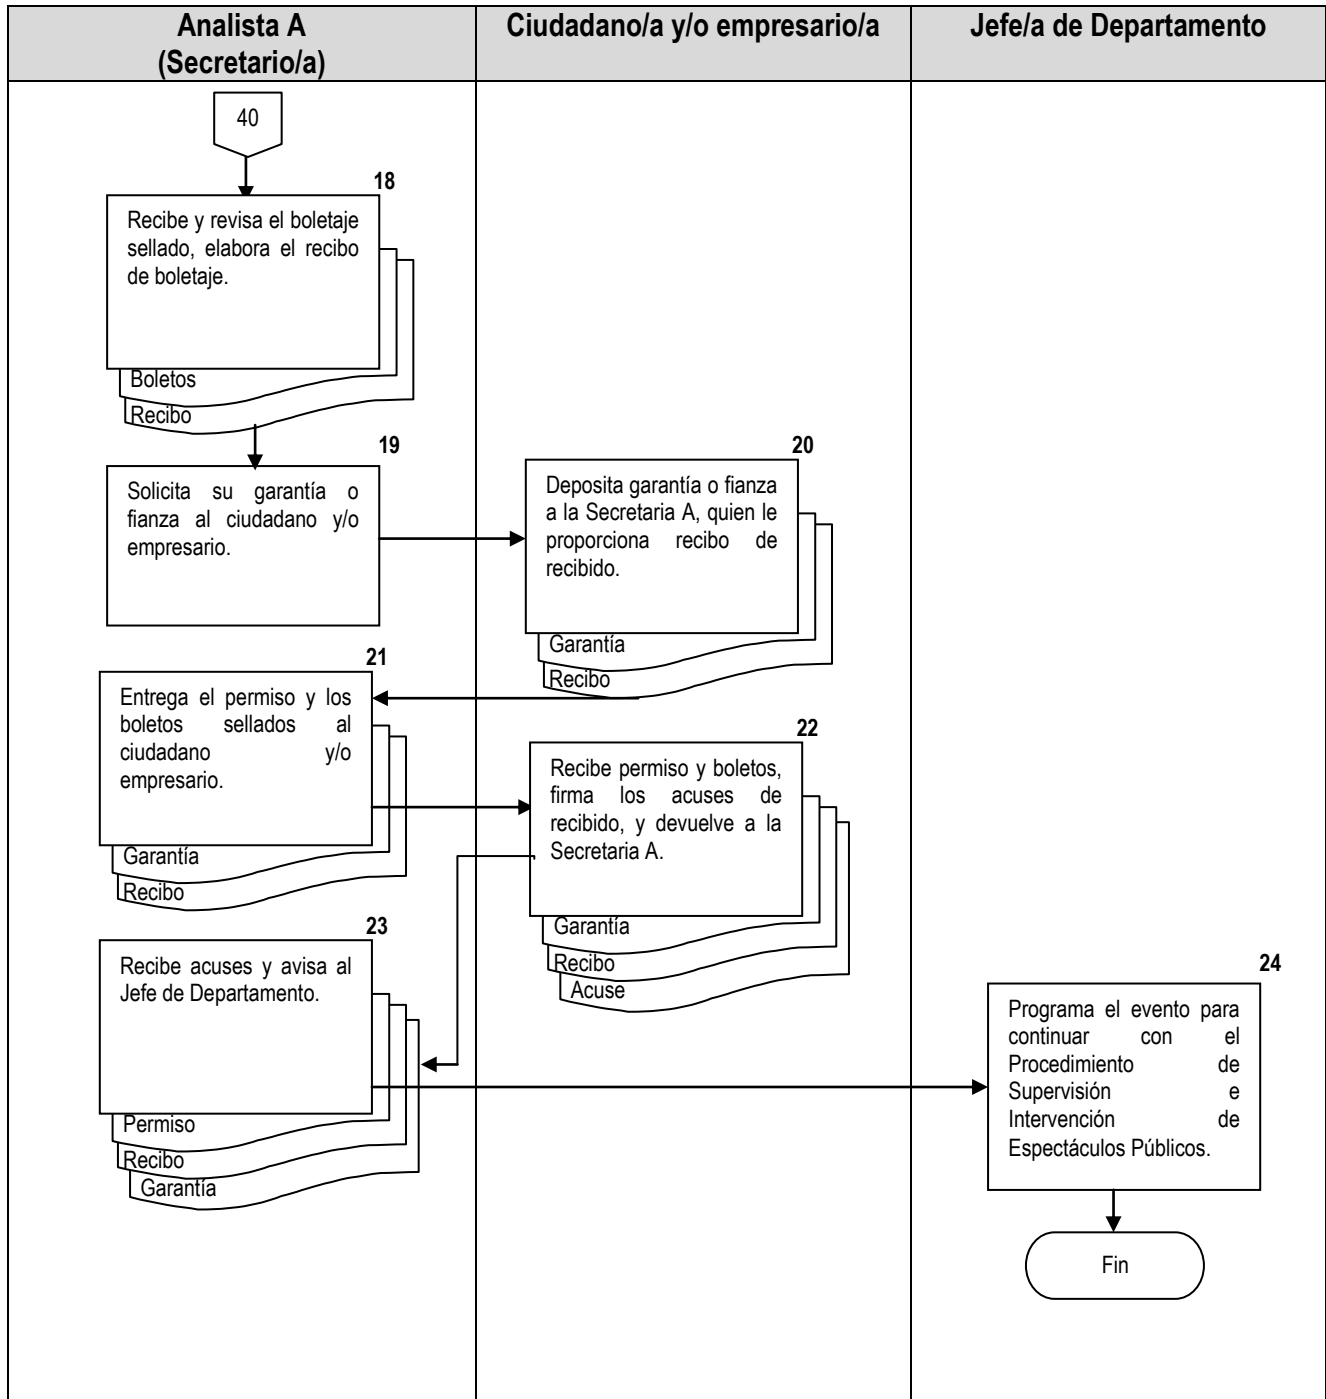 Analista A
(Secretario/a)
Ciudadano/a y/o empresario/a
Jefe/a de Departamento
40
18
Recibe y revisa el boletaje
sellado, elabora el recibo
de boletaje.
Boletos
Recibo
19
Solicita su garantía o
fianza al ciudadano y/o
empresario.
20
Deposita garantía o fianza
a la Secretaria A, quien le
proporciona recibo de
recibido.
Garantía
Recibo
21
Entrega el permiso y los
boletos sellados al
ciudadano y/o
empresario.
Garantía
Recibo
22
Recibe permiso y boletos,
firma los acuses de
recibido, y devuelve a la
Secretaria A.
Garantía
Recibo
Acuse
23
Recibe acuses y avisa al
Jefe de Departamento.
Permiso
Recibo
Garantía
24
Programa el evento para
continuar con el
Procedimiento de
Supervisión e
Intervención de
Espectáculos Públicos.
Fin